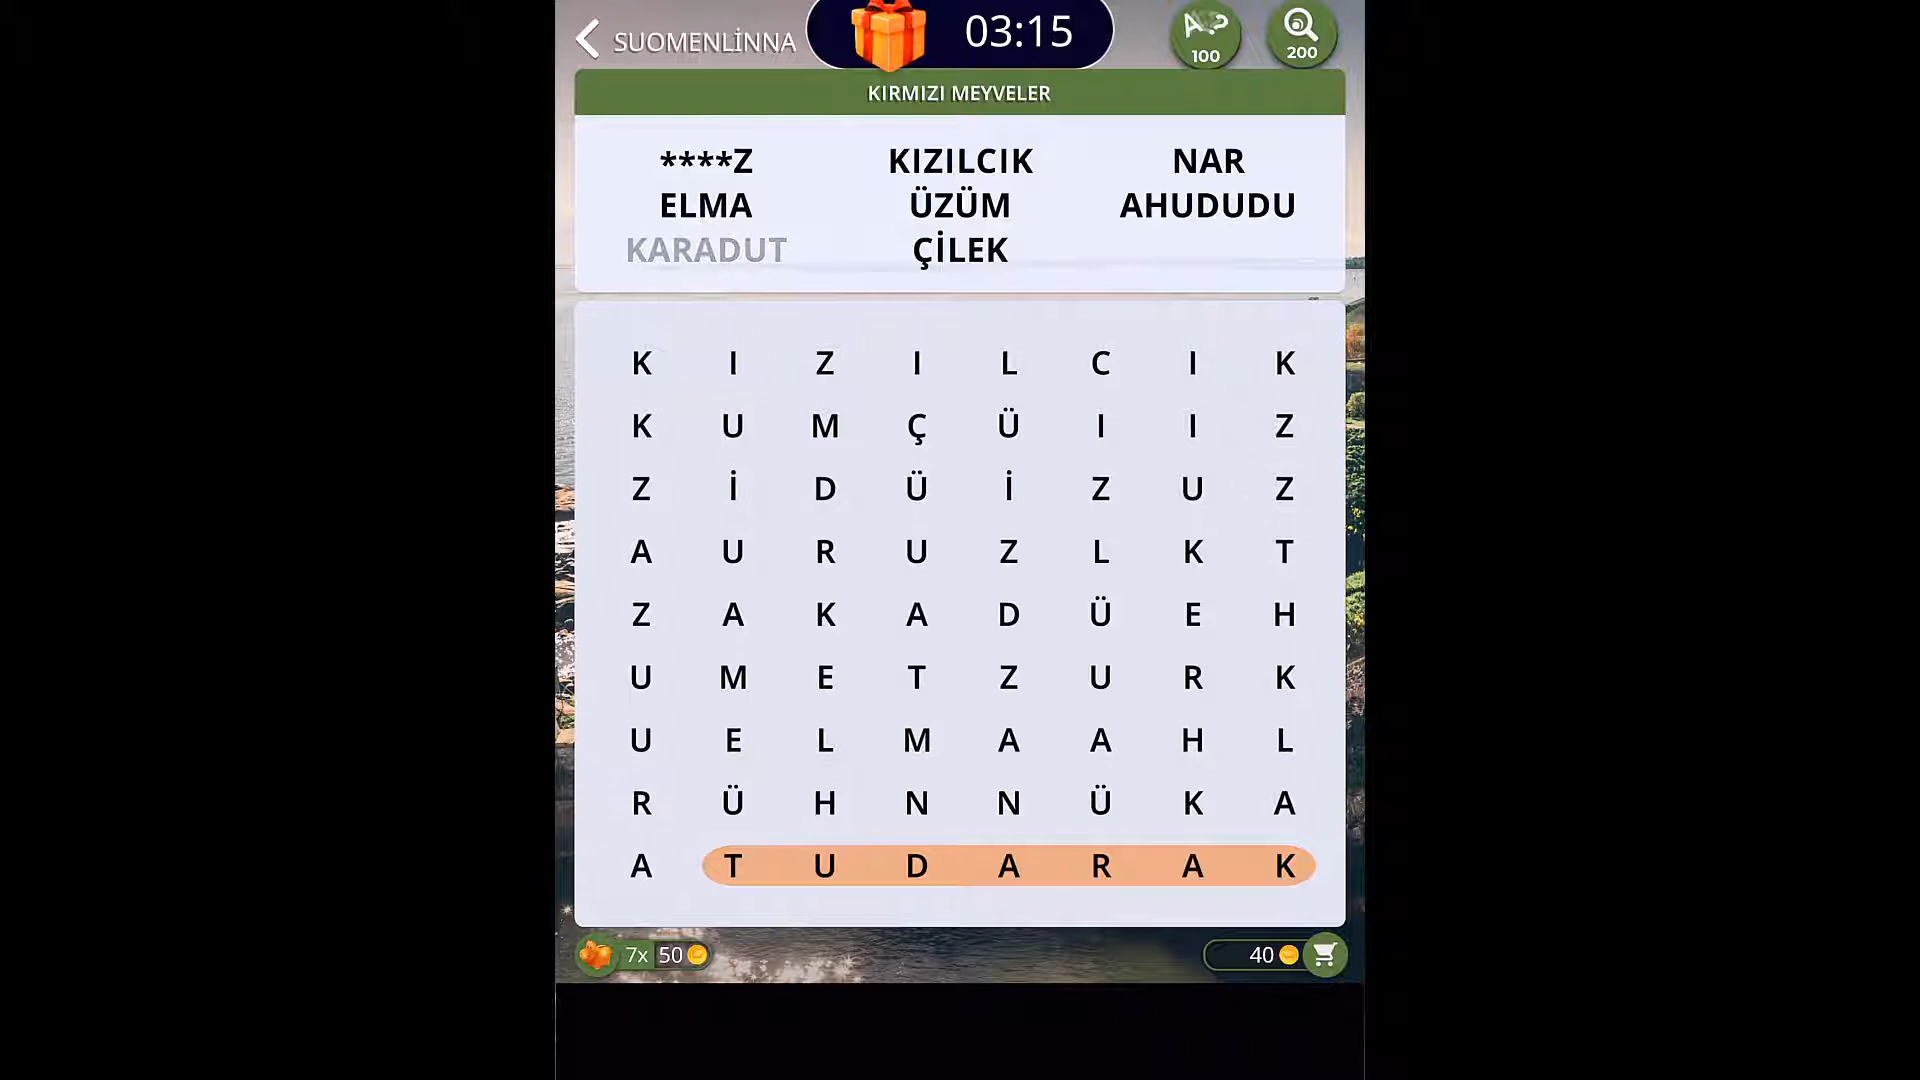 SUOMENLİNNA
03:15
A..?
100
200
KIRMIZI MEYVELER
****Z KIZILCIK NAR
ELMA ÜZÜM AHUDUDU
KARADUT ÇİLEK
K I Z I L C I K
K U M Ç Ü I I Z
Z İ D Ü İ Z U Z
A U R U Z L K T
Z A K A D Ü E H
U M E T Z U R K
U E L M A A H L
R Ü H N N Ü K A
A T U D A R A K
7x 50
40